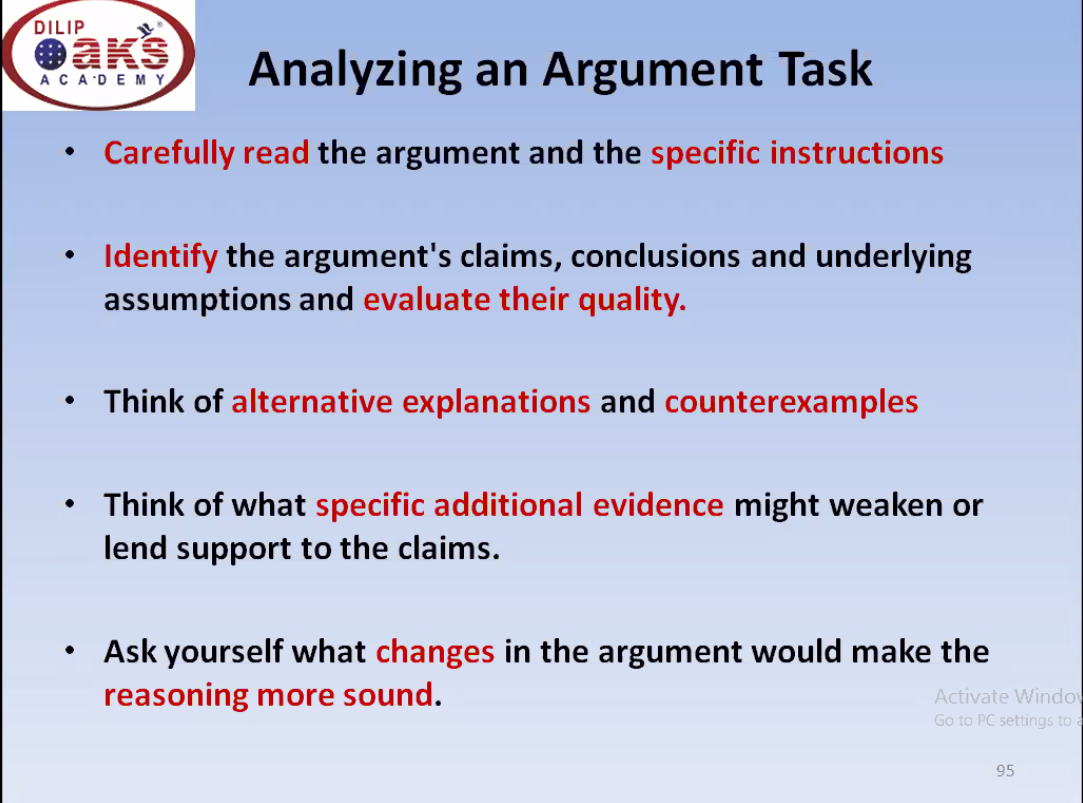 DILIP
Oaks
ACADEMY
Analyzing an Argument Task
• Carefully read the argument and the specific instructions
• Identify the argument's claims, conclusions and underlying
assumptions and evaluate their quality.
• Think of alternative explanations and counterexamples
• Think of what specific additional evidence might weaken or
lend support to the claims.
• Ask yourself what changes in the argument would make the
reasoning more sound.
Activate Window
Go to PC settings to a
95